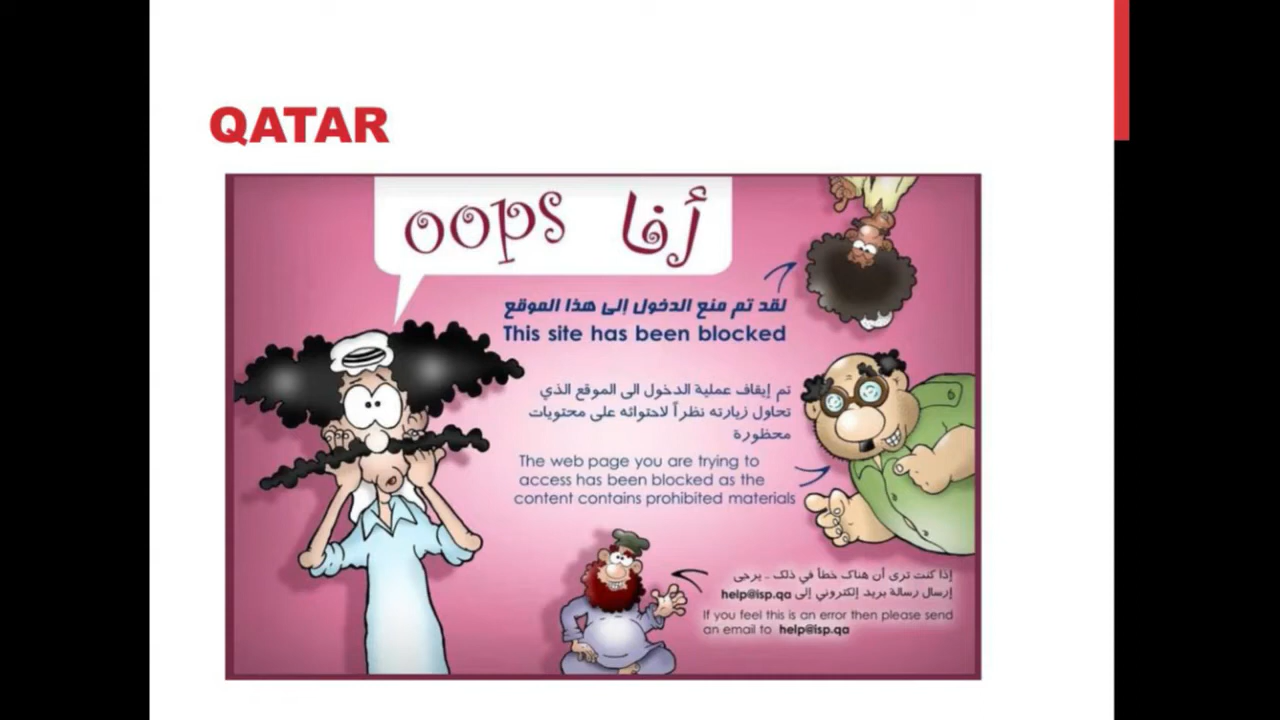 QATAR
oops أفا
لقد تم منع الدخول إلى هذا الموقع
This site has been blocked
تم إيقاف عملية الدخول الى الموقع الذي
تحاول زيارته نظراً لاحتوائه على محتويات
محظورة
The web page you are trying to
access has been blocked as the
content contains prohibited materials
إذا كنت ترى أن هناك خطأ في ذلك .. يرجى
إرسال رسالة بريد إلكتروني إلى help@isp.qa
If you feel this is an error then please send
an email to help@isp.qa